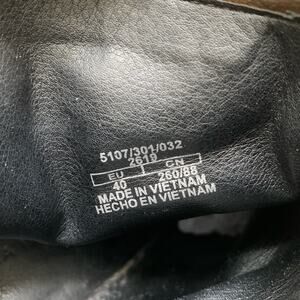 5107/301/032
2619
EU CN
40 260/88
MADE IN VIETNAM
HECHO EN VIETNAM